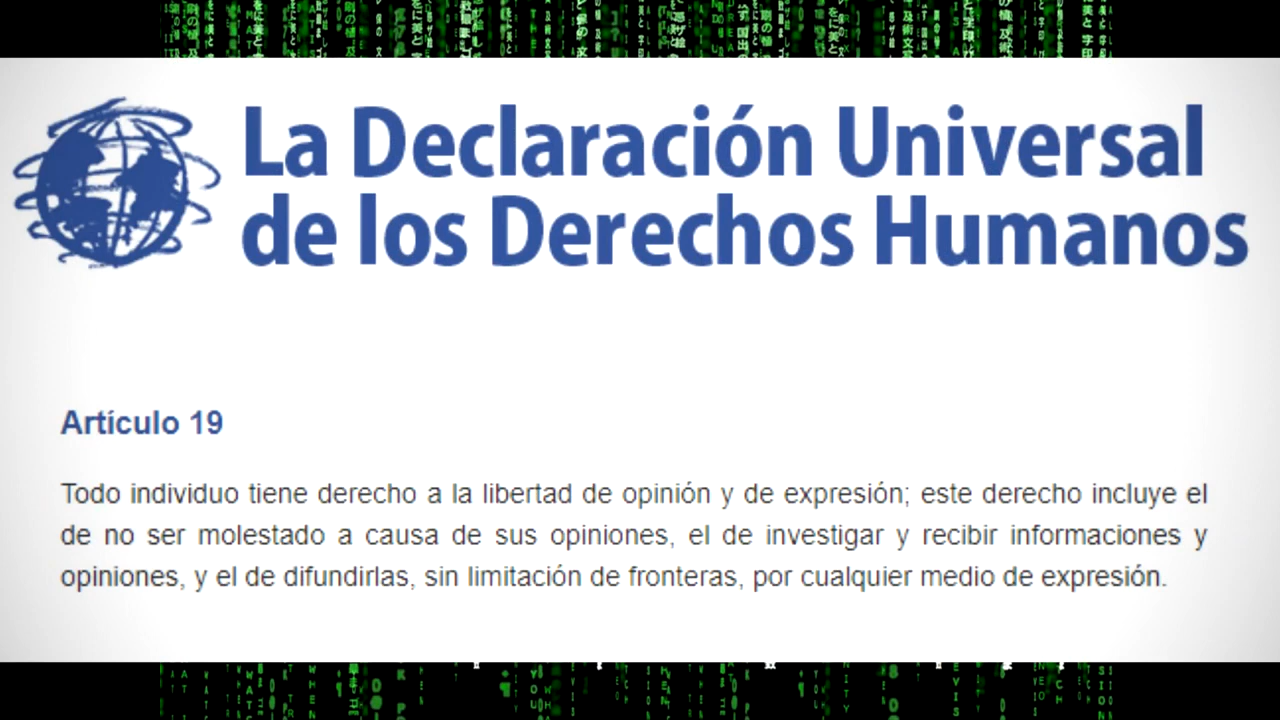 La Declaración Universal
de los Derechos Humanos
Artículo 19
Todo individuo tiene derecho a la libertad de opinión y de expresión; este derecho incluye el
de no ser molestado a causa de sus opiniones, el de investigar y recibir informaciones y
opiniones, y el de difundirlas, sin limitación de fronteras, por cualquier medio de expresión.